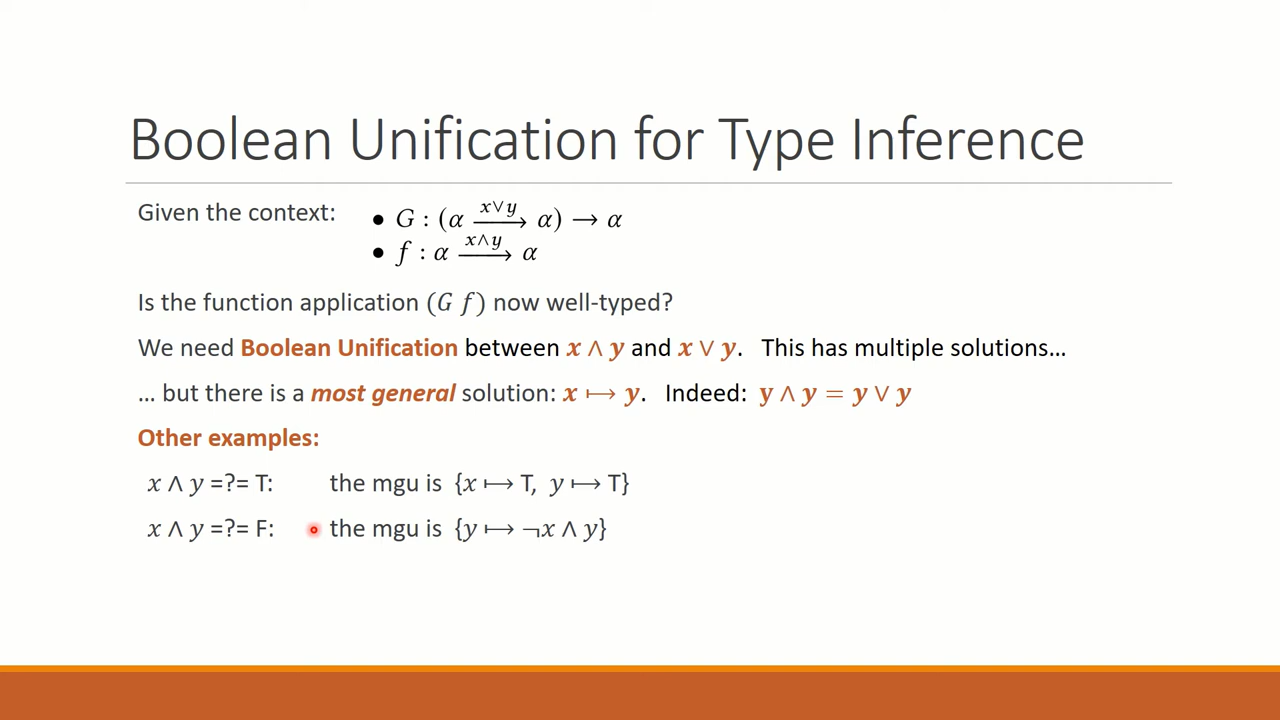 Boolean Unification for Type Inference
Given the context:
• G : (α x∨y⟶ α) → α
• f : α x∧y⟶ α
Is the function application (G f) now well-typed?
We need Boolean Unification between x ∧ y and x ∨ y. This has multiple solutions…
… but there is a most general solution: x ⟼ y. Indeed: y ∧ y = y ∨ y
Other examples:
x ∧ y =?= T: the mgu is {x ⟼ T, y ⟼ T}
x ∧ y =?= F: the mgu is {y ⟼ ¬x ∧ y}